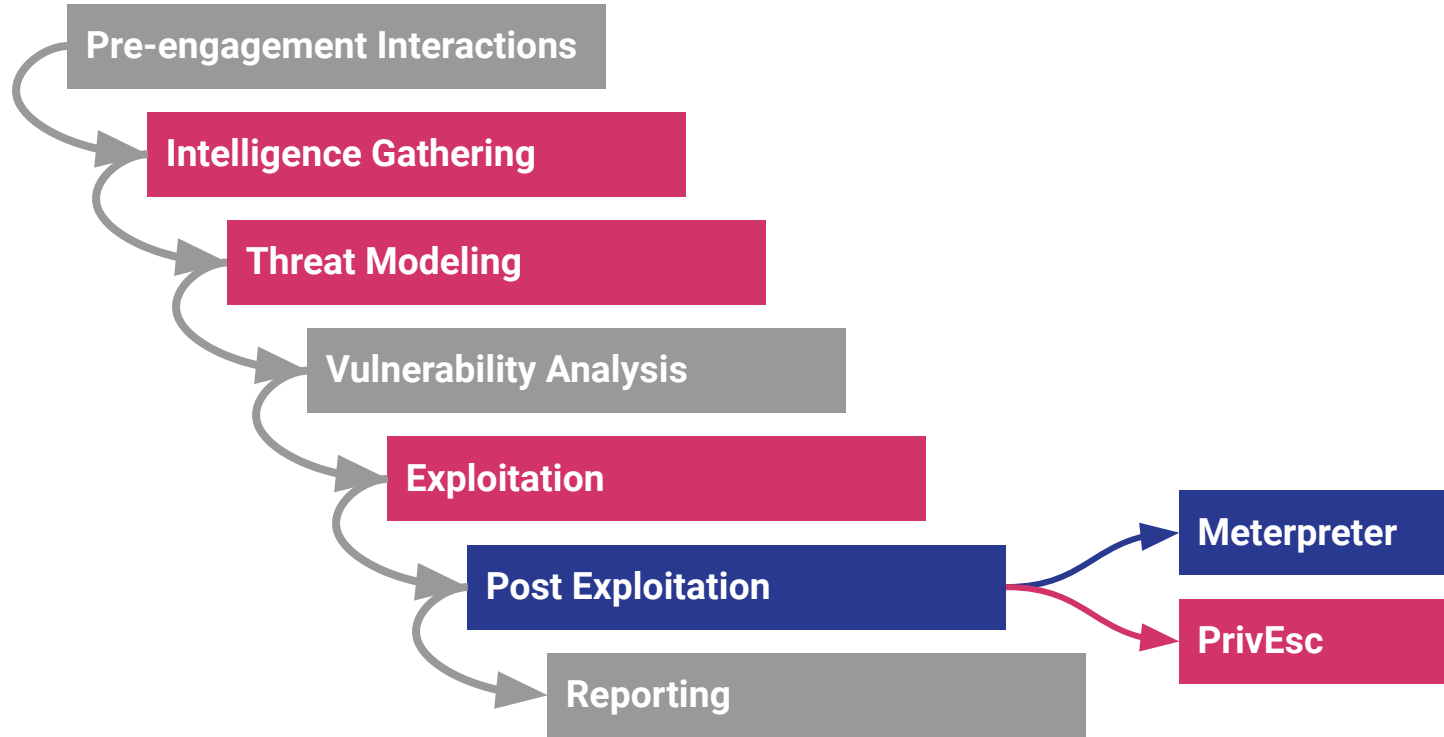 Pre-engagement Interactions
Intelligence Gathering
Threat Modeling
Vulnerability Analysis
Exploitation
Post Exploitation
Reporting
Meterpreter
PrivEsc